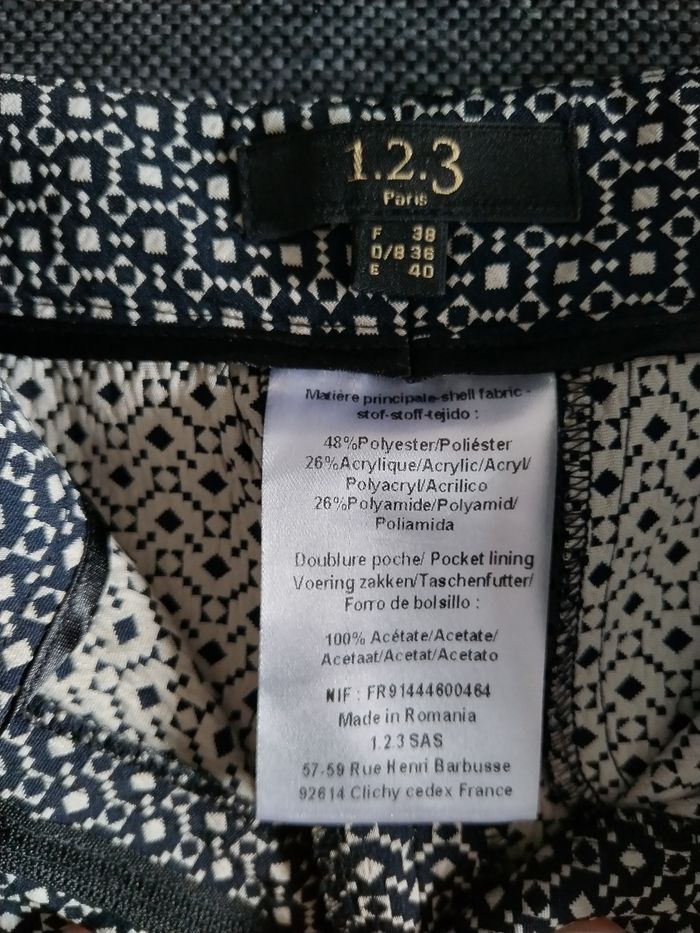 1.2.3
Paris
F 38
D/B 36
E 40
Matière principale-shell fabric -
stof-stoff-tejido :
48%Polyester/Poliéster
26%Acrylique/Acrylic/Acryl/
Polyacryl/Acrilico
26%Polyamide/Polyamid/
Poliamida
Doublure poche/ Pocket lining
Voering zakken/Taschenfutter/
Forro de bolsillo :
100% Acétate/Acetate/
Acetaat/Acetat/Acetato
NIF : FR91444600464
Made in Romania
1.2.3 SAS
57-59 Rue Henri Barbusse
92614 Clichy cedex France